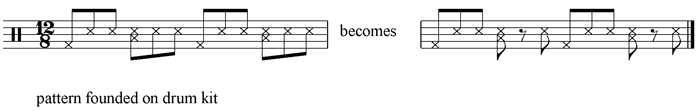 12
8
becomes
pattern founded on drum kit